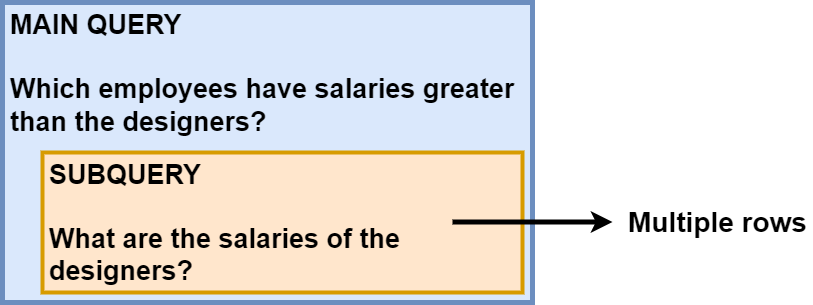 MAIN QUERY
Which employees have salaries greater
than the designers?
SUBQUERY
What are the salaries of the
designers?
Multiple rows